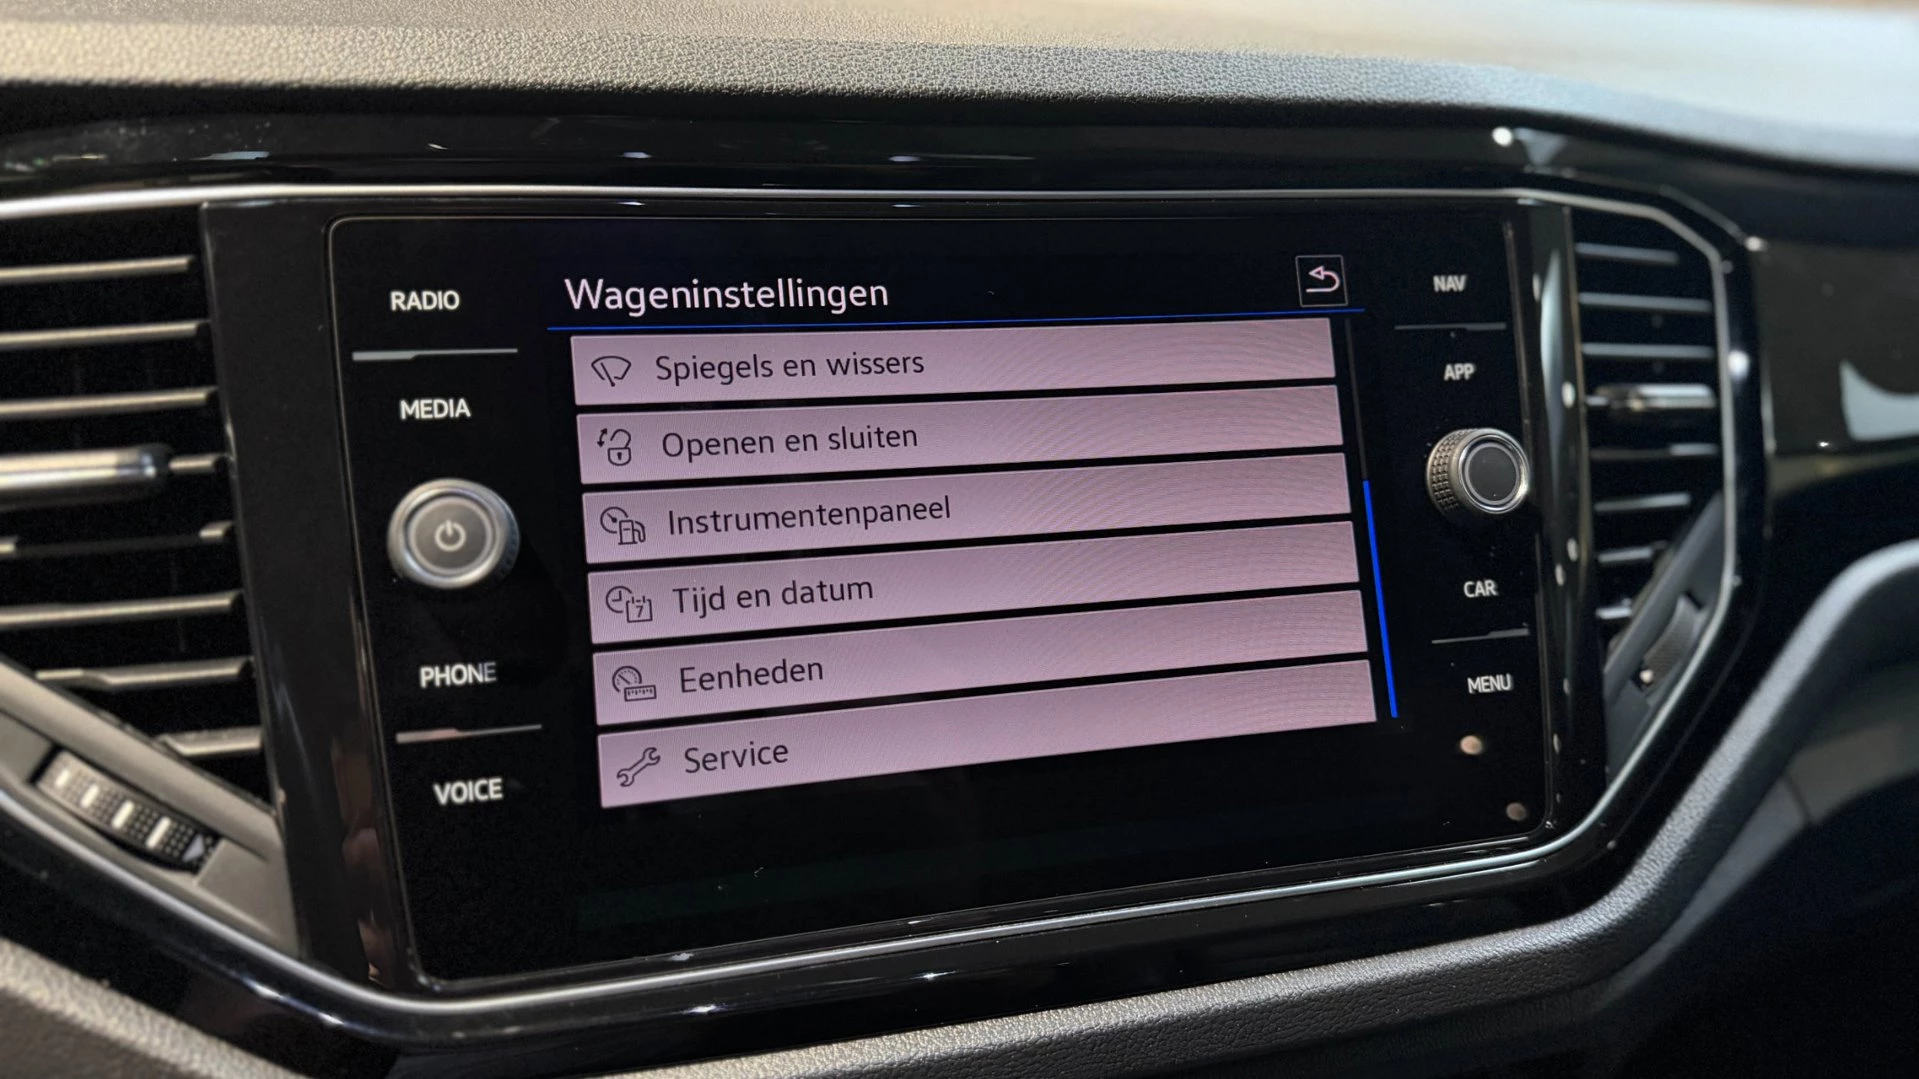 RADIO
MEDIA
PHONE
VOICE
Wageninstellingen
Spiegels en wissers
Openen en sluiten
Instrumentenpaneel
7
Tijd en datum
Eenheden
Service
NAV
APP
CAR
MENU